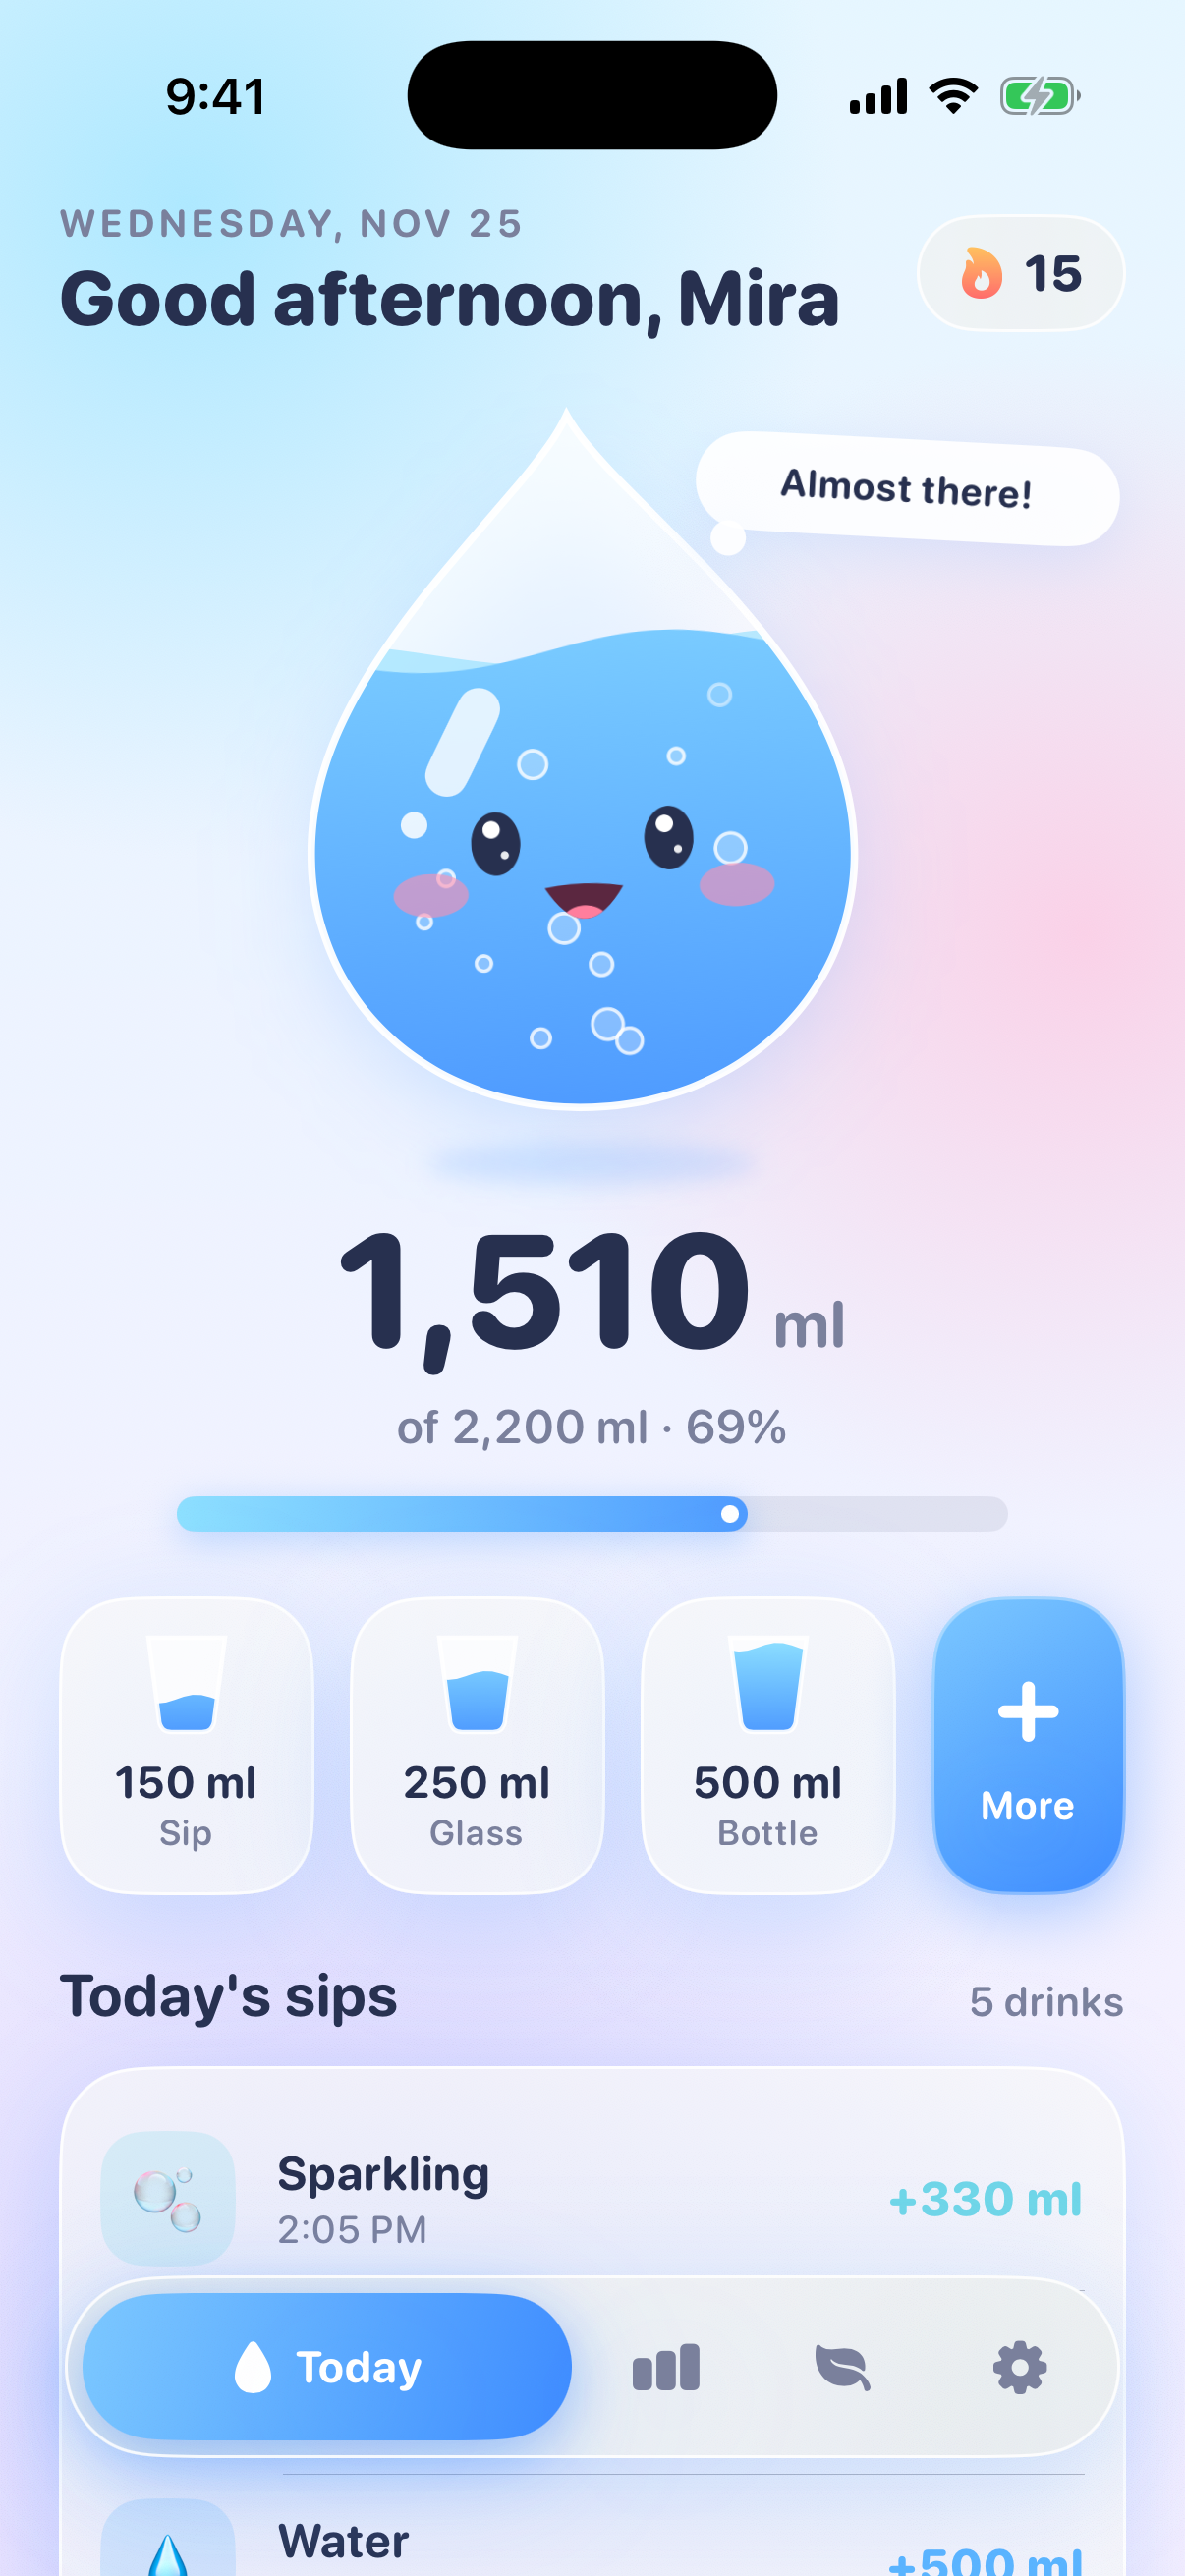 9:41
WEDNESDAY, NOV 25
Good afternoon, Mira
15
Almost there!
1,510 ml
of 2,200 ml · 69%
150 ml
Sip
250 ml
Glass
500 ml
Bottle
More
Today's sips
5 drinks
Sparkling
2:05 PM
+330 ml
Today
Water
+500 ml